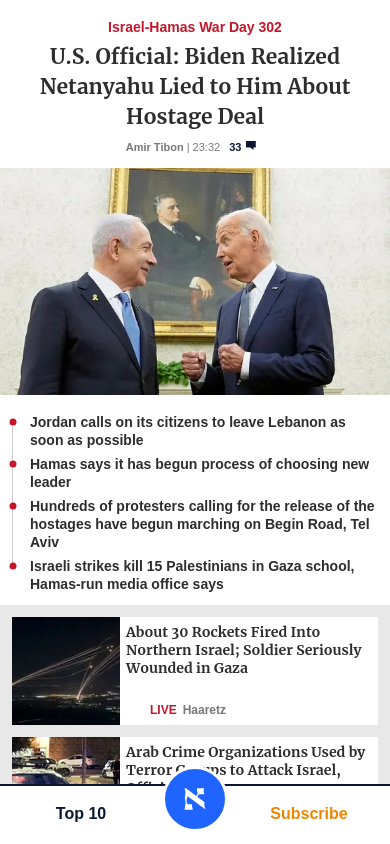 Israel-Hamas War Day 302
U.S. Official: Biden Realized
Netanyahu Lied to Him About
Hostage Deal
Amir Tibon | 23:32 33
Jordan calls on its citizens to leave Lebanon as
soon as possible
Hamas says it has begun process of choosing new
leader
Hundreds of protesters calling for the release of the
hostages have begun marching on Begin Road, Tel
Aviv
Israeli strikes kill 15 Palestinians in Gaza school,
Hamas-run media office says
About 30 Rockets Fired Into
Northern Israel; Soldier Seriously
Wounded in Gaza
LIVE Haaretz
Arab Crime Organizations Used by
Terror to Attack Israel,
Top 10
Subscribe